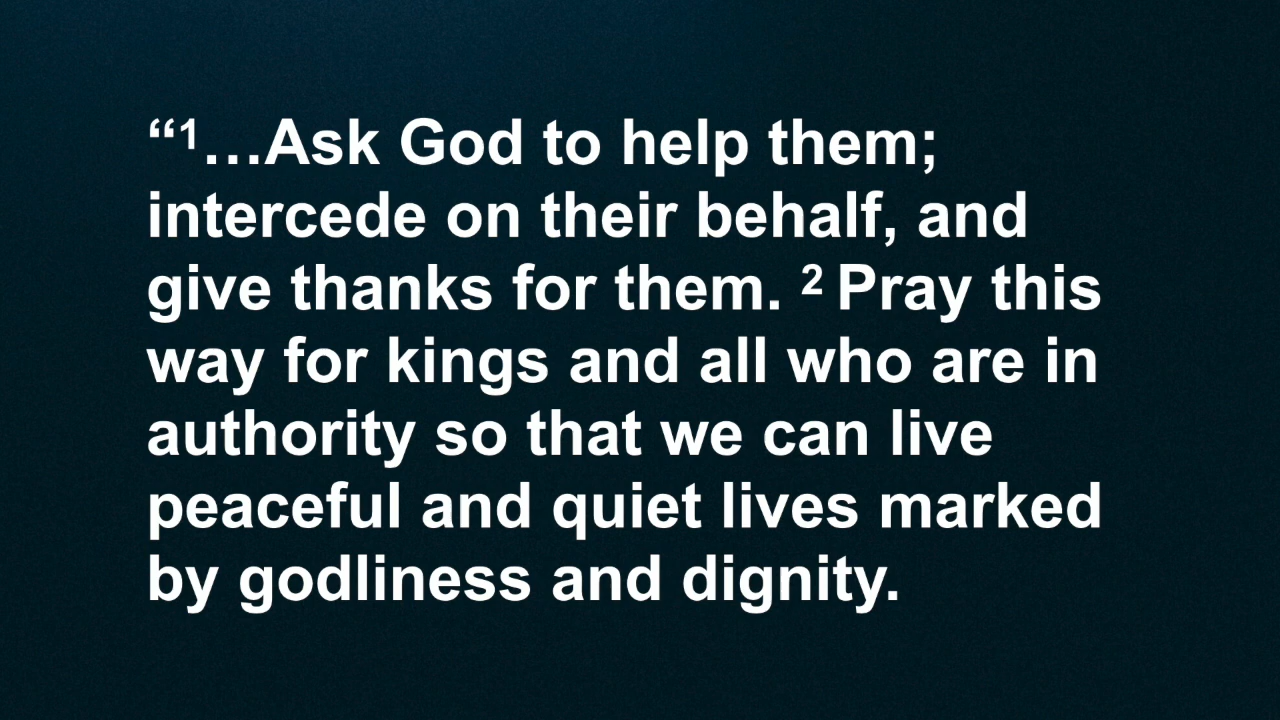 “¹…Ask God to help them;
intercede on their behalf, and
give thanks for them. ² Pray this
way for kings and all who are in
authority so that we can live
peaceful and quiet lives marked
by godliness and dignity.